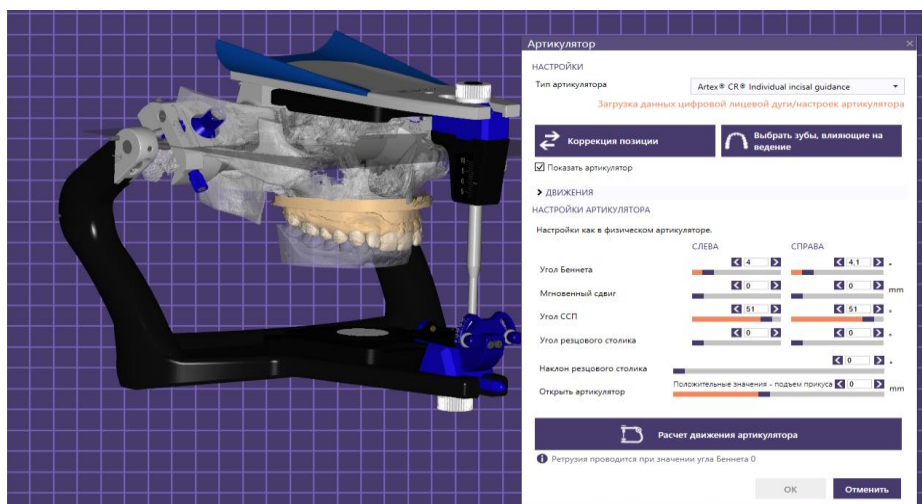 Артикулятор
НАСТРОЙКИ
Тип артикулятора Artex® CR® Individual incisal guidance
Загрузка данных цифровой лицевой дуги/настроек артикулятора
Коррекция позиции
Выбрать зубы, влияющие на
ведение
Показать артикулятор
ДВИЖЕНИЯ
НАСТРОЙКИ АРТИКУЛЯТОРА
Настройки как в физическом артикуляторе.
СЛЕВА СПРАВА
Угол Беннета 4 4,1 °
Мгновенный сдвиг 0 0 mm
Угол ССП 51 51 °
Угол резцового столика 0 0 °
Наклон резцового столика 0 °
Открыть артикулятор Положительные значения - подъем прикуса 0 mm
Расчет движения артикулятора
Ретрузия проводится при значении угла Беннета 0
OK Отменить